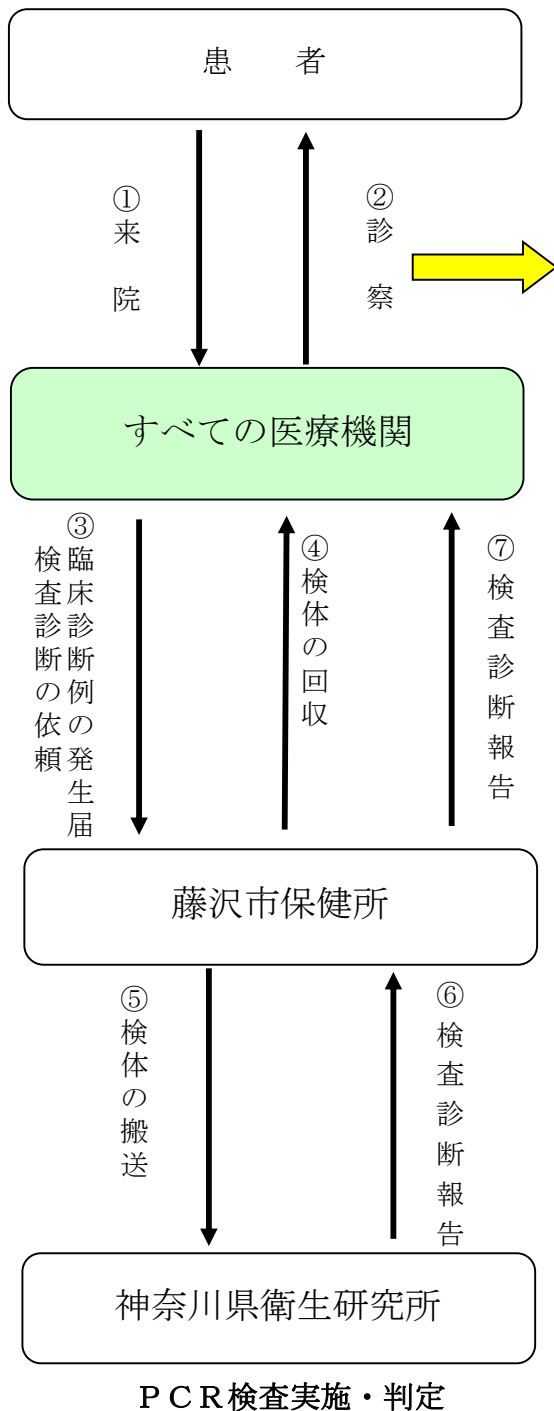 患　者
①来院
②診察
すべての医療機関
③臨床診断例の発生届
検査診断の依頼
④検体の回収
⑦検査診断報告
藤沢市保健所
⑤検体の搬送
⑥検査診断報告
神奈川県衛生研究所
ＰＣＲ検査実施・判定